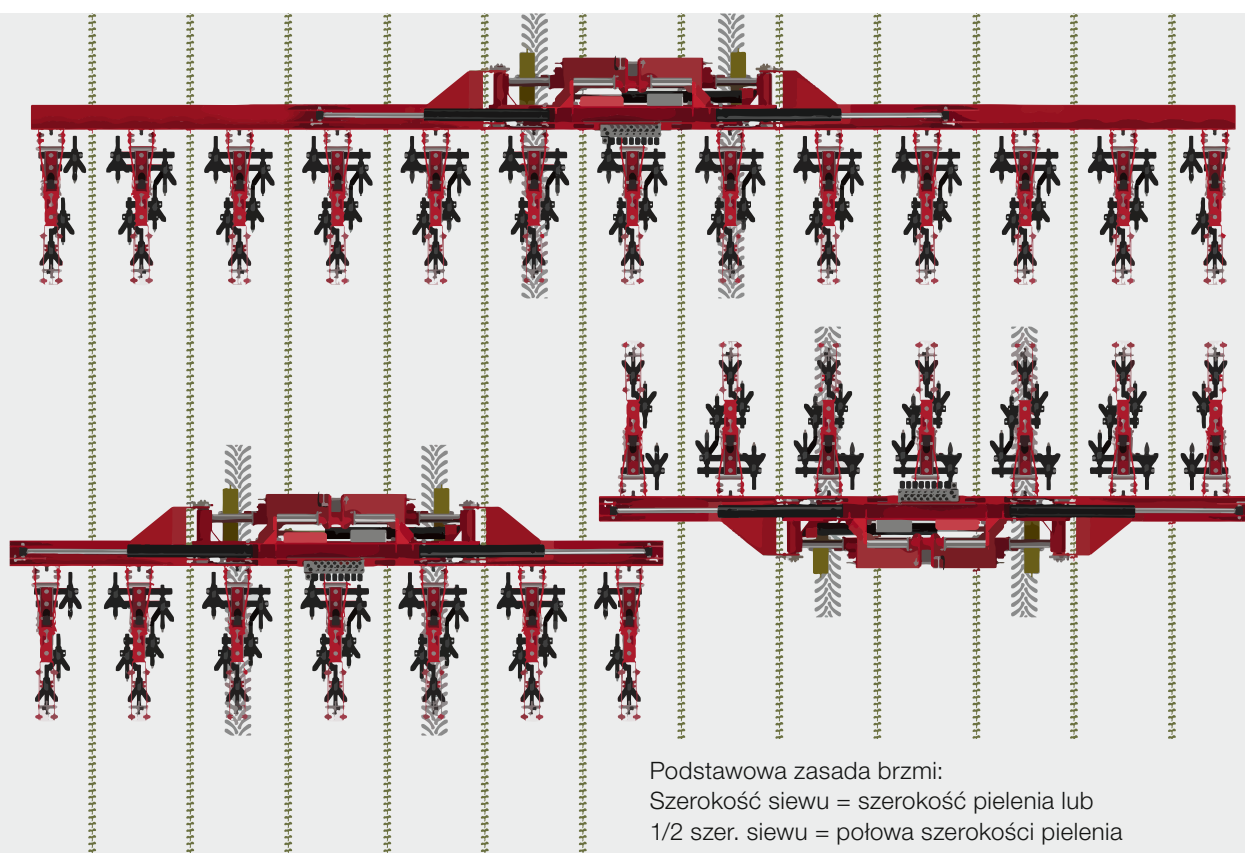 Podstawowa zasada brzmi:
Szerokość siewu = szerokość pielenia lub
1/2 szer. siewu = połowa szerokości pielenia